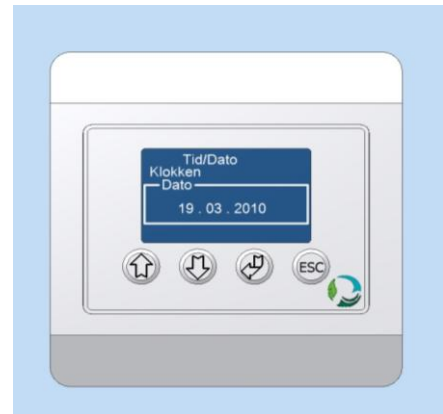 Tid/Dato
Klokken
Dato
19 . 03 . 2010
ESC